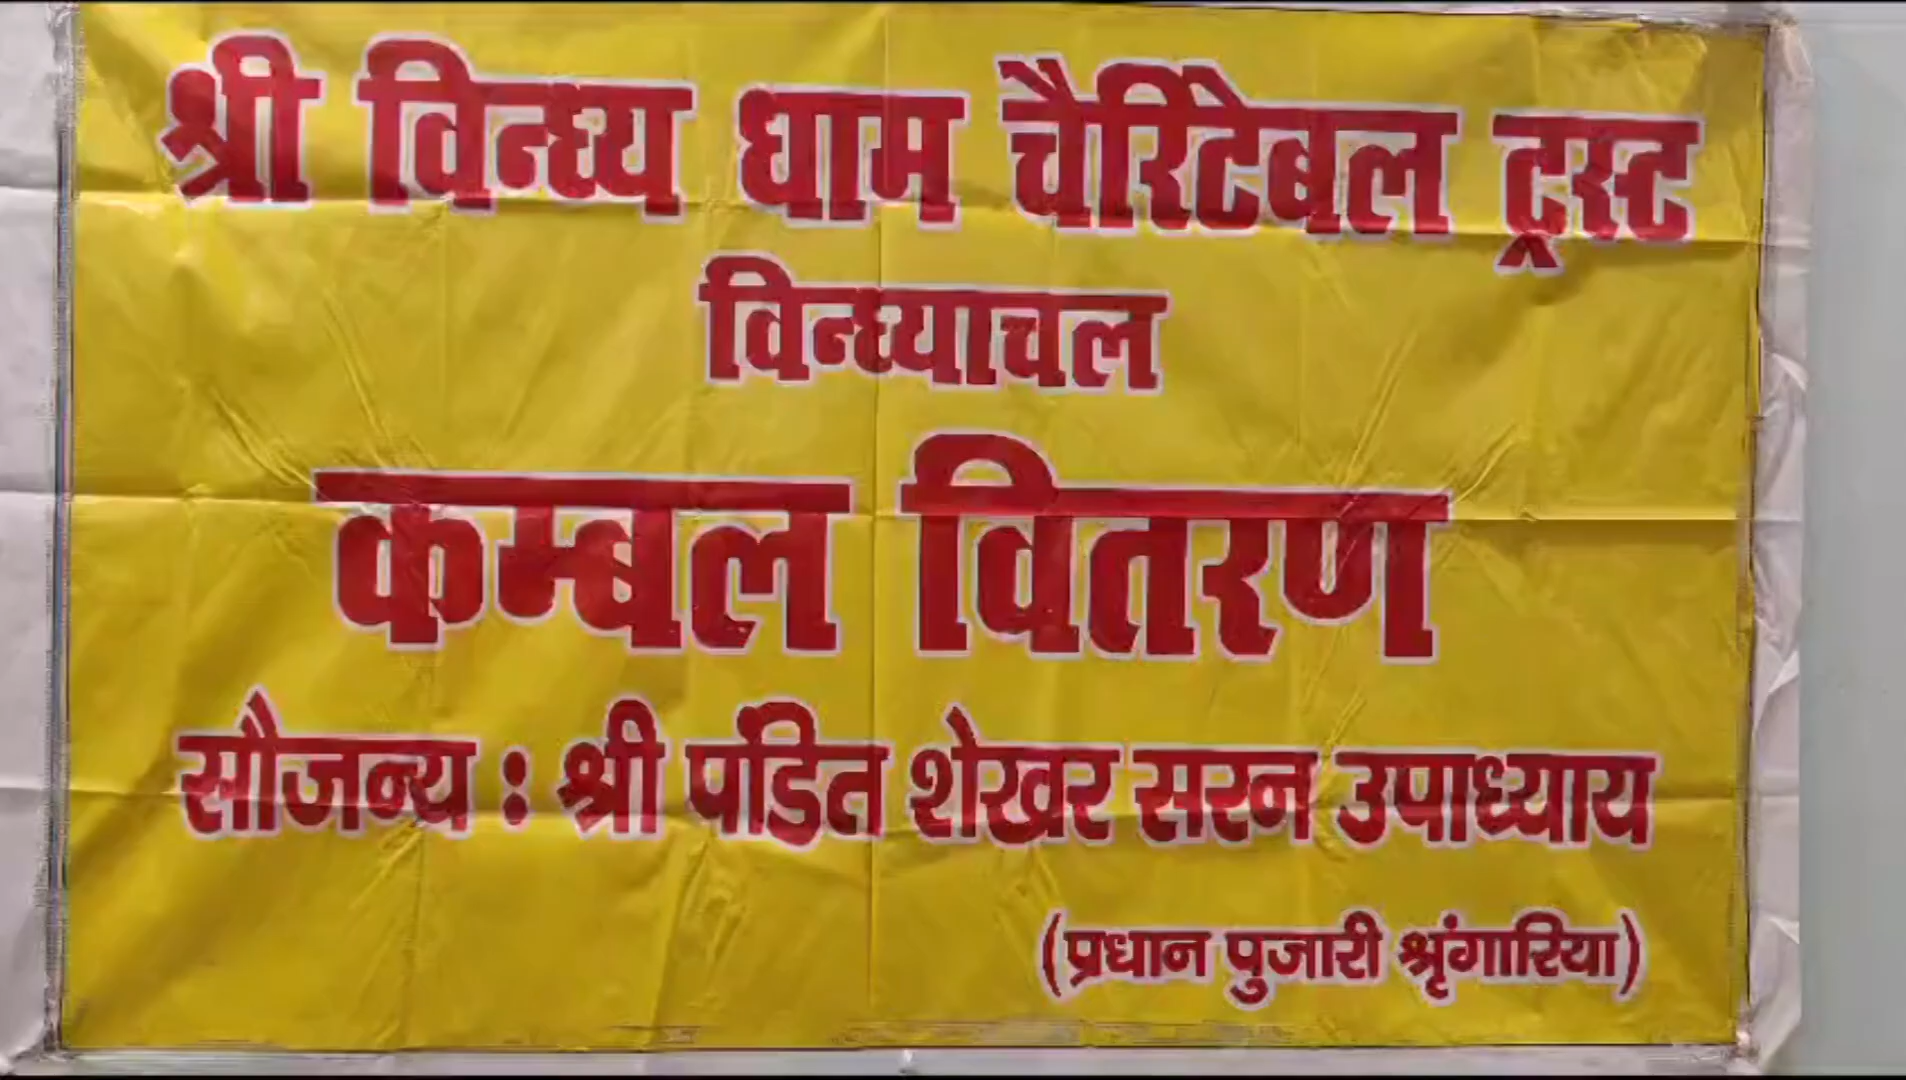 श्री विन्ध्य धाम चैरिटेबल ट्रस्ट
विन्ध्याचल
कम्बल वितरण
सौजन्य : श्री पंडित शेखर सरन उपाध्याय
(प्रधान पुजारी श्रृंगारिया)